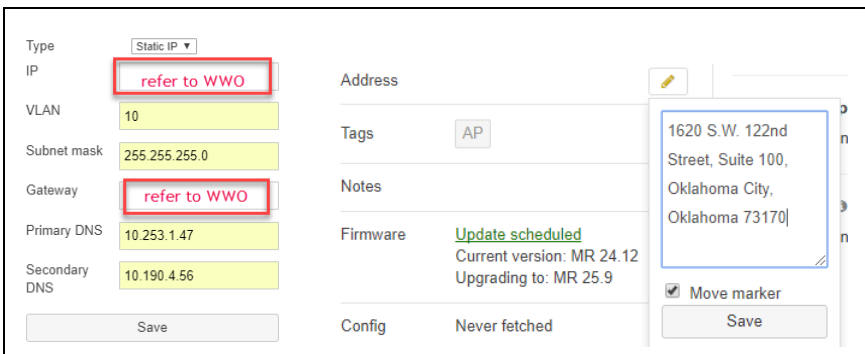 Type
Static IP ▼
IP
refer to WWO
VLAN
10
Subnet mask
255.255.255.0
Gateway
refer to WWO
Primary DNS
10.253.1.47
Secondary
DNS
10.190.4.56
Save
Address
Tags
AP
Notes
Firmware
Update scheduled
Current version: MR 24.12
Upgrading to: MR 25.9
Config
Never fetched
1620 S.W. 122nd
Street, Suite 100,
Oklahoma City,
Oklahoma 73170
Move marker
Save